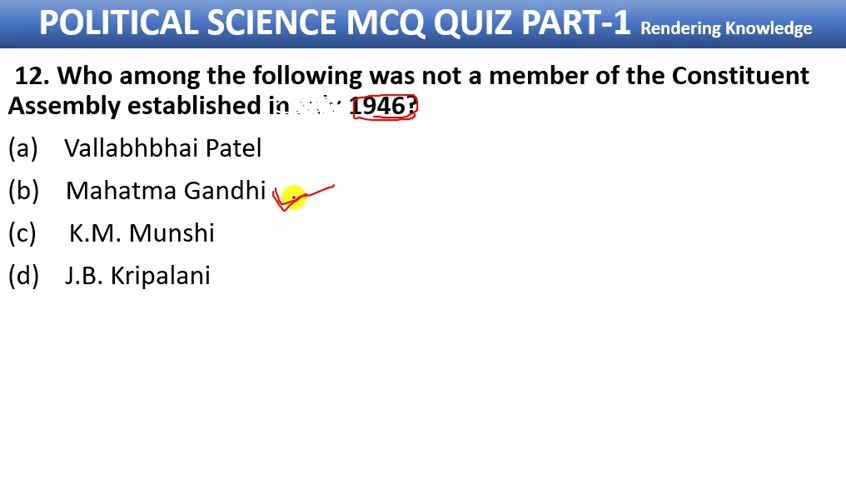 POLITICAL SCIENCE MCQ QUIZ PART-1 Rendering Knowledge
12. Who among the following was not a member of the Constituent
Assembly established in 1946?
(a) Vallabhbhai Patel
(b) Mahatma Gandhi
(c) K.M. Munshi
(d) J.B. Kripalani